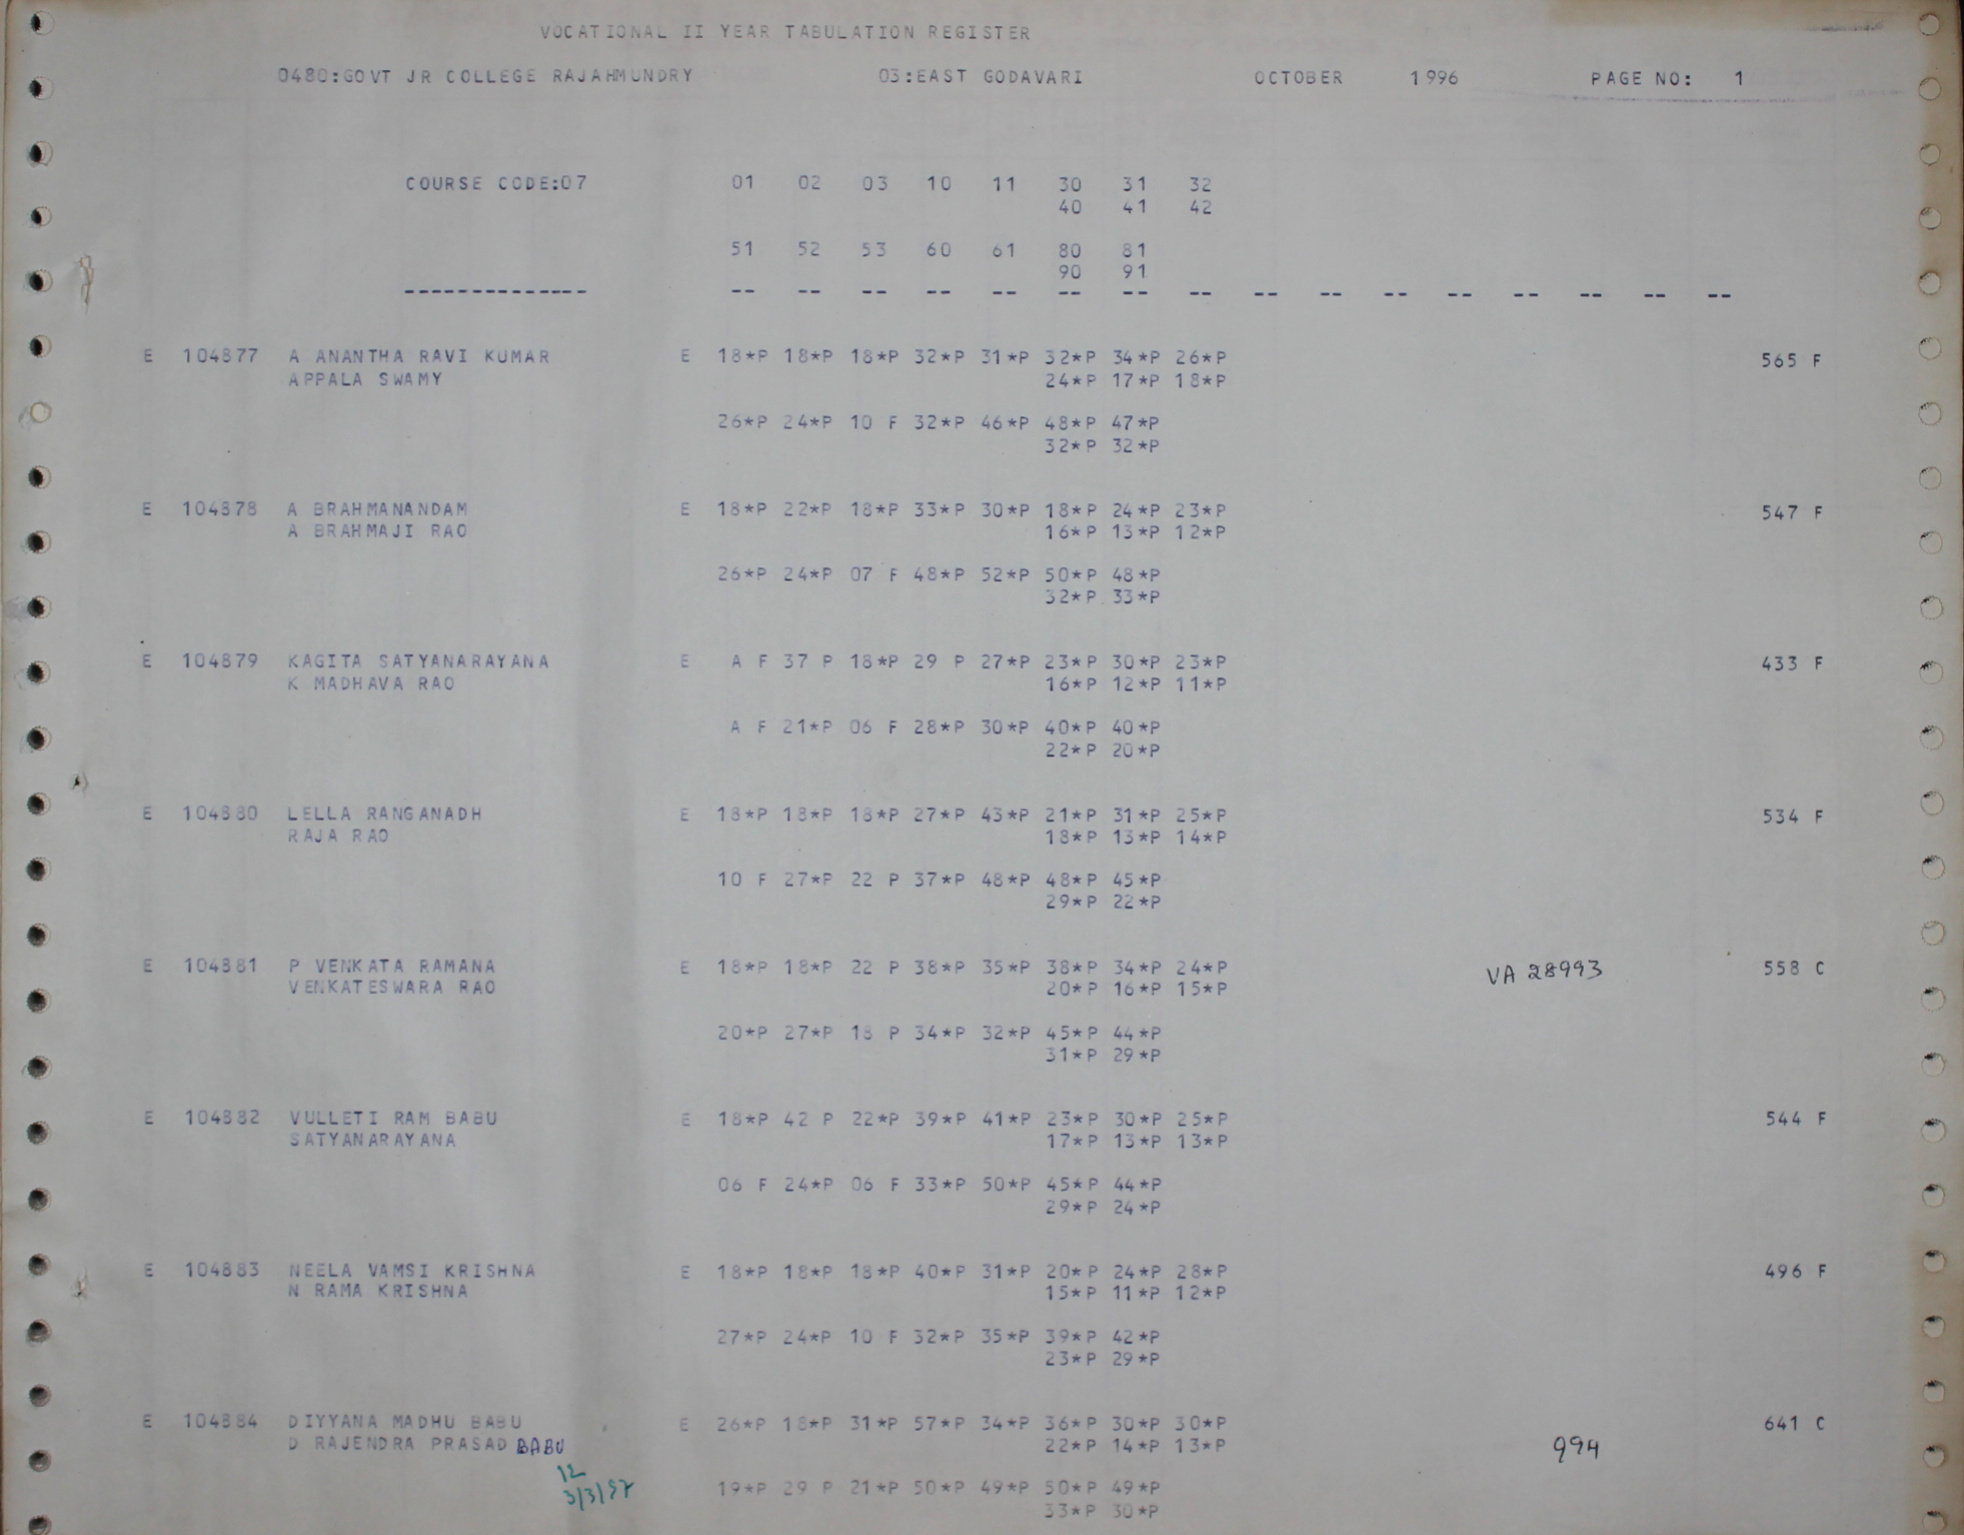 VOCATIONAL II YEAR TABULATION REGISTER
0480:GOVT JR COLLEGE RAJAHMUNDRY 03:EAST GODAVARI OCTOBER 1996 PAGE NO: 1
COURSE CODE:07 01 02 03 10 11 30 31 32
40 41 42
51 52 53 60 61 80 81
90 91
-------------- -- -- -- -- -- -- -- -- -- -- -- -- -- -- -- --
E 104877 A ANANTHA RAVI KUMAR E 18*P 18*P 18*P 32*P 31*P 32*P 34*P 26*P 565 F
APPALA SWAMY 24*P 17*P 18*P
26*P 24*P 10 F 32*P 46*P 48*P 47*P
32*P 32*P
E 104878 A BRAHMANANDAM E 18*P 22*P 18*P 33*P 30*P 18*P 24*P 23*P 547 F
A BRAHMAJI RAO 16*P 13*P 12*P
26*P 24*P 07 F 48*P 52*P 50*P 48*P
32*P 33*P
E 104879 KAGITA SATYANARAYANA E A F 37 P 18*P 29 P 27*P 23*P 30*P 23*P 433 F
K MADHAVA RAO 16*P 12*P 11*P
A F 21*P 06 F 28*P 30*P 40*P 40*P
22*P 20*P
E 104880 LELLA RANGANADH E 18*P 18*P 18*P 27*P 43*P 21*P 31*P 25*P 534 F
RAJA RAO 18*P 13*P 14*P
10 F 27*P 22 P 37*P 48*P 48*P 45*P
29*P 22*P
E 104881 P VENKATA RAMANA E 18*P 18*P 22 P 38*P 35*P 38*P 34*P 24*P VA 28993 558 C
VENKATESWARA RAO 20*P 16*P 15*P
20*P 27*P 18 P 34*P 32*P 45*P 44*P
31*P 29*P
E 104882 VULLETI RAM BABU E 18*P 42 P 22*P 39*P 41*P 23*P 30*P 25*P 544 F
SATYANARAYANA 17*P 13*P 13*P
06 F 24*P 06 F 33*P 50*P 45*P 44*P
29*P 24*P
E 104883 NEELA VAMSI KRISHNA E 18*P 18*P 18*P 40*P 31*P 20*P 24*P 28*P 496 F
N RAMA KRISHNA 15*P 11*P 12*P
27*P 24*P 10 F 32*P 35*P 39*P 42*P
23*P 29*P
E 104884 DIYYANA MADHU BABU E 26*P 18*P 31*P 57*P 34*P 36*P 30*P 30*P 641 C
D RAJENDRA PRASAD BABU 22*P 14*P 13*P 994
19*P 29 P 21*P 50*P 49*P 50*P 49*P
3/3/97
33*P 30*P